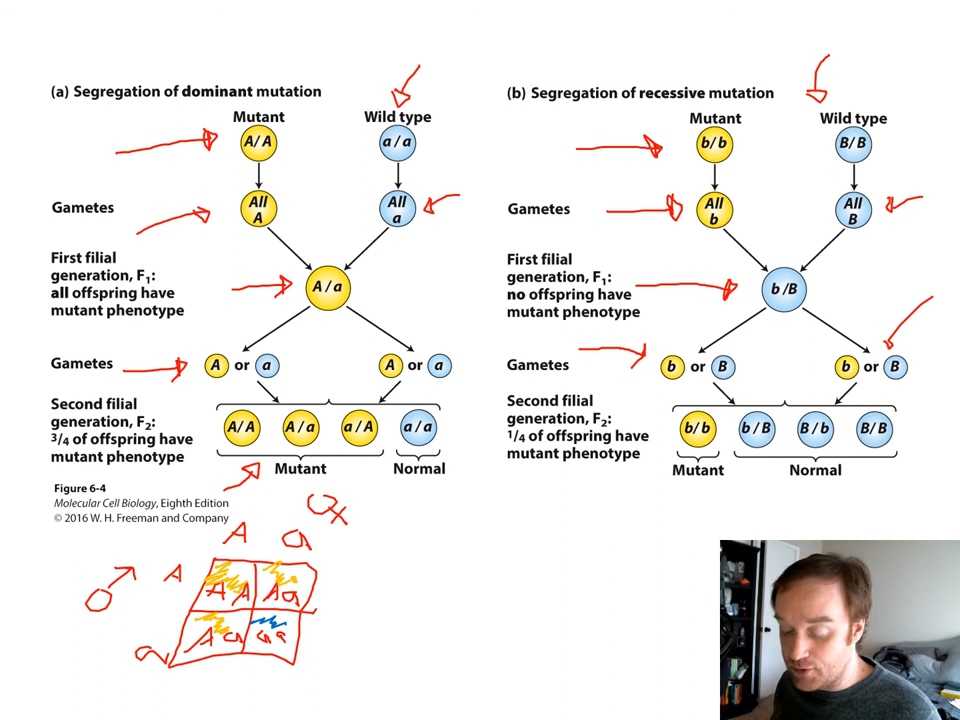 (a) Segregation of dominant mutation
Mutant
Wild type
A/A
a/a
Gametes
All
A
All
a
First filial
generation, F₁:
all offspring have
mutant phenotype
A/a
Gametes
A or a
A or a
Second filial
generation, F₂:
3/4 of offspring have
mutant phenotype
A/A
A/a
a/A
a/a
Mutant
Normal
Figure 6-4
Molecular Cell Biology, Eighth Edition
© 2016 W. H. Freeman and Company
(b) Segregation of recessive mutation
Mutant
Wild type
b/b
B/B
Gametes
All
b
All
B
First filial
generation, F₁:
no offspring have
mutant phenotype
b/B
Gametes
b or B
b or B
Second filial
generation, F₂:
1/4 of offspring have
mutant phenotype
b/b
b/B
B/b
B/B
Mutant
Normal
A a
A
AA
Aa
a
Aa
aa